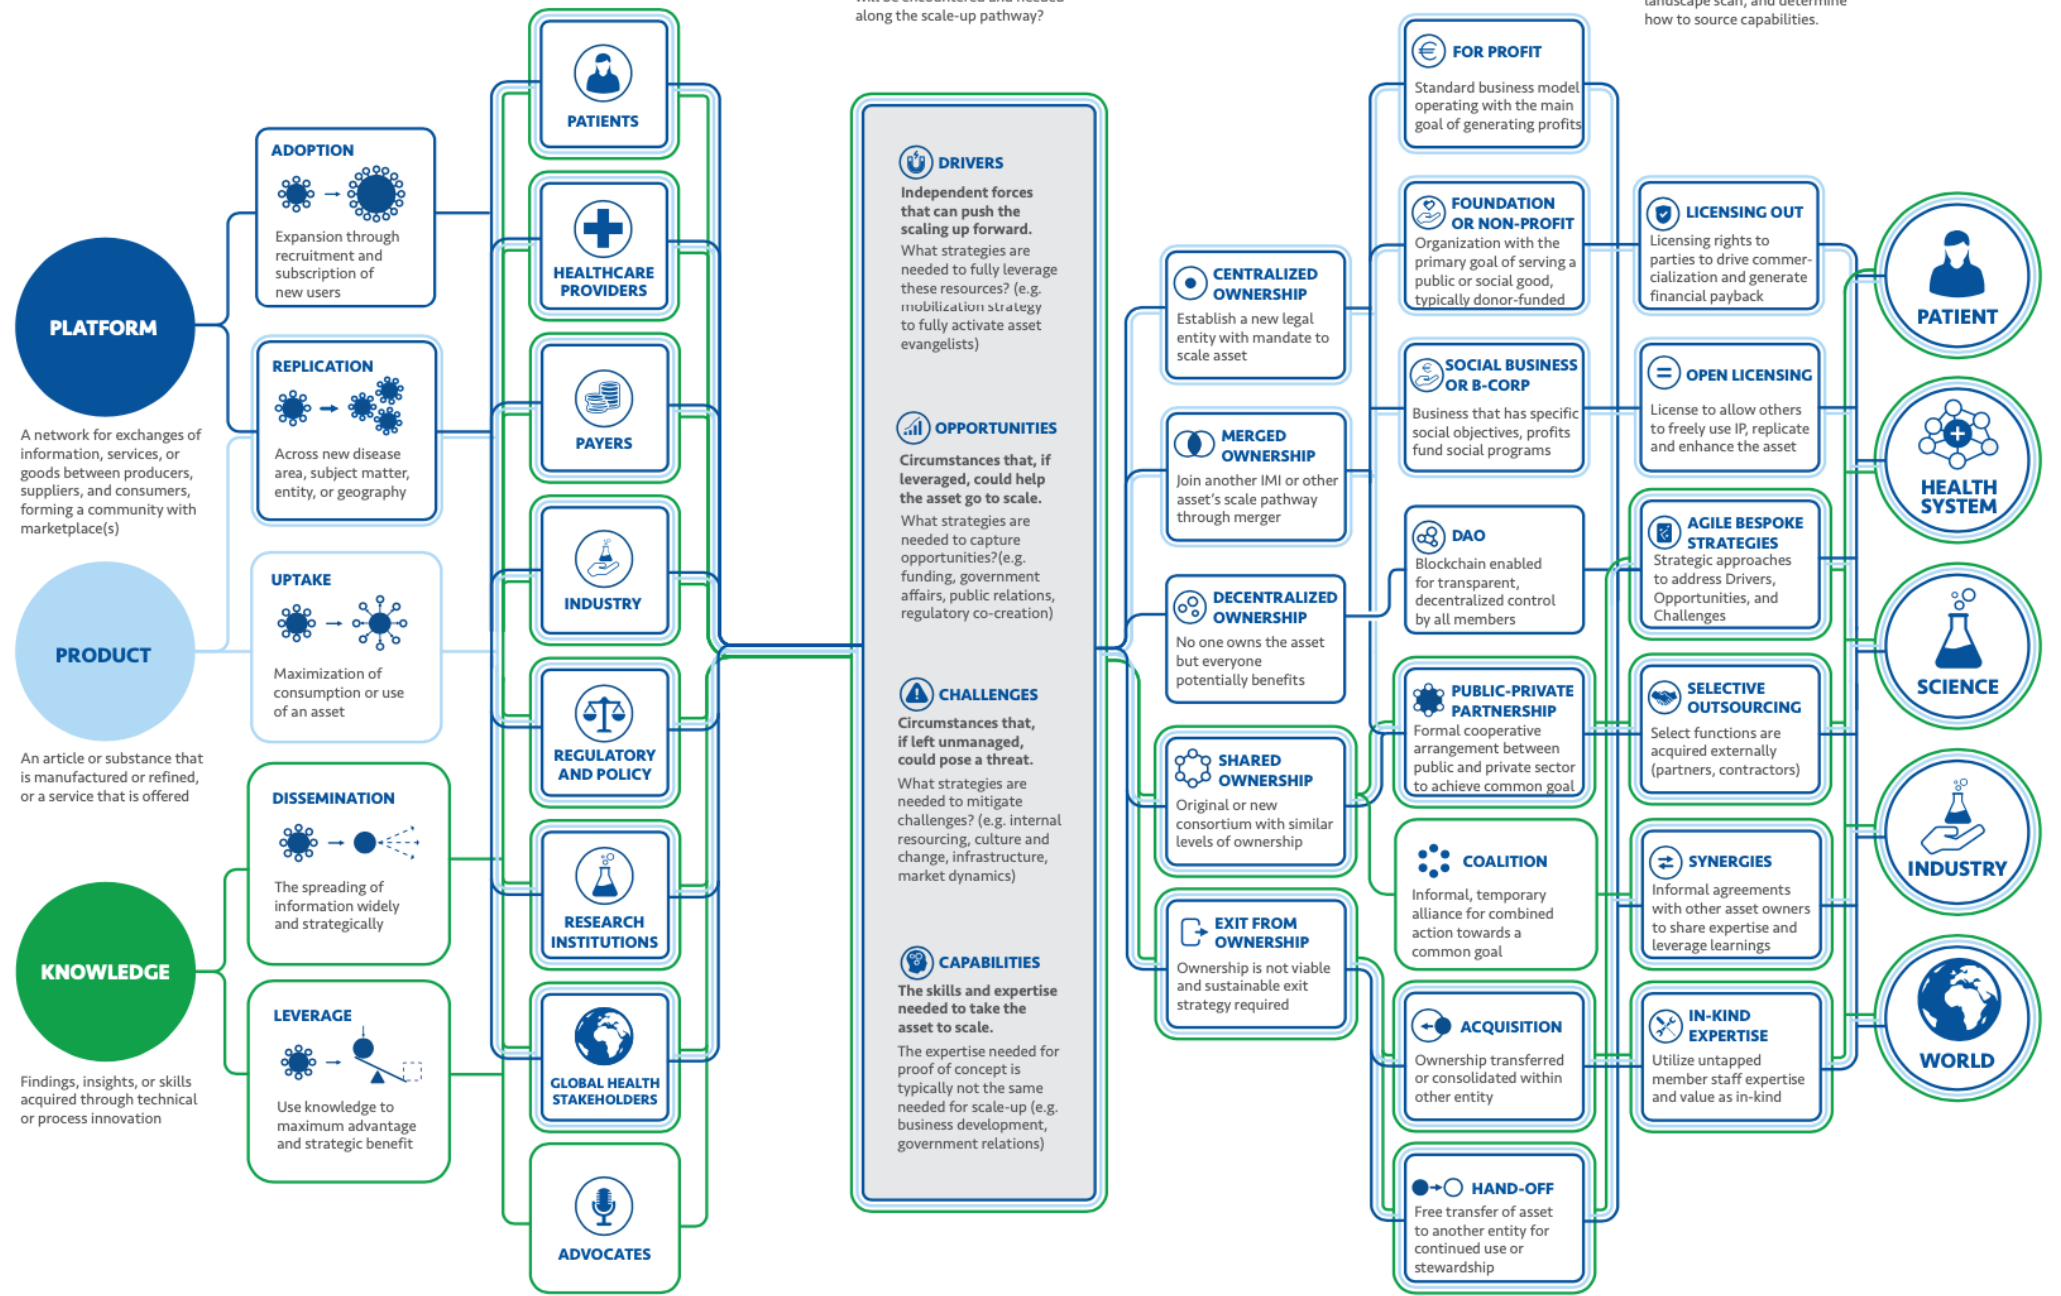 along the scale-up pathway?
how to source capabilities.
PLATFORM
A network for exchanges of
information, services, or
goods between producers,
suppliers, and consumers,
forming a community with
marketplace(s)
PRODUCT
An article or substance that
is manufactured or refined,
or a service that is offered
KNOWLEDGE
Findings, insights, or skills
acquired through technical
or process innovation
ADOPTION
Expansion through
recruitment and
subscription of
new users
REPLICATION
Across new disease
area, subject matter,
entity, or geography
UPTAKE
Maximization of
consumption or use
of an asset
DISSEMINATION
The spreading of
information widely
and strategically
LEVERAGE
Use knowledge to
maximum advantage
and strategic benefit
PATIENTS
HEALTHCARE
PROVIDERS
PAYERS
INDUSTRY
REGULATORY
AND POLICY
RESEARCH
INSTITUTIONS
GLOBAL HEALTH
STAKEHOLDERS
ADVOCATES
DRIVERS
Independent forces
that can push the
scaling up forward.
What strategies are
needed to fully leverage
these resources? (e.g.
mobilization strategy
to fully activate asset
evangelists)
OPPORTUNITIES
Circumstances that, if
leveraged, could help
the asset go to scale.
What strategies are
needed to capture
opportunities?(e.g.
funding, government
affairs, public relations,
regulatory co-creation)
CHALLENGES
Circumstances that,
if left unmanaged,
could pose a threat.
What strategies are
needed to mitigate
challenges? (e.g. internal
resourcing, culture and
change, infrastructure,
market dynamics)
CAPABILITIES
The skills and expertise
needed to take the
asset to scale.
The expertise needed for
proof of concept is
typically not the same
needed for scale-up (e.g.
business development,
government relations)
CENTRALIZED
OWNERSHIP
Establish a new legal
entity with mandate to
scale asset
MERGED
OWNERSHIP
Join another IMI or other
asset's scale pathway
through merger
DECENTRALIZED
OWNERSHIP
No one owns the asset
but everyone
potentially benefits
SHARED
OWNERSHIP
Original or new
consortium with similar
levels of ownership
EXIT FROM
OWNERSHIP
Ownership is not viable
and sustainable exit
strategy required
FOR PROFIT
Standard business model
operating with the main
goal of generating profits
FOUNDATION
OR NON-PROFIT
Organization with the
primary goal of serving a
public or social good,
typically donor-funded
SOCIAL BUSINESS
OR B-CORP
Business that has specific
social objectives, profits
fund social programs
DAO
Blockchain enabled
for transparent,
decentralized control
by all members
PUBLIC-PRIVATE
PARTNERSHIP
Formal cooperative
arrangement between
public and private sector
to achieve common goal
COALITION
Informal, temporary
alliance for combined
action towards a
common goal
ACQUISITION
Ownership transferred
or consolidated within
other entity
HAND-OFF
Free transfer of asset
to another entity for
continued use or
stewardship
LICENSING OUT
Licensing rights to
parties to drive commer-
cialization and generate
financial payback
OPEN LICENSING
License to allow others
to freely use IP, replicate
and enhance the asset
AGILE BESPOKE
STRATEGIES
Strategic approaches
to address Drivers,
Opportunities, and
Challenges
SELECTIVE
OUTSOURCING
Select functions are
acquired externally
(partners, contractors)
SYNERGIES
Informal agreements
with other asset owners
to share expertise and
leverage learnings
IN-KIND
EXPERTISE
Utilize untapped
member staff expertise
and value as in-kind
PATIENT
HEALTH
SYSTEM
SCIENCE
INDUSTRY
WORLD